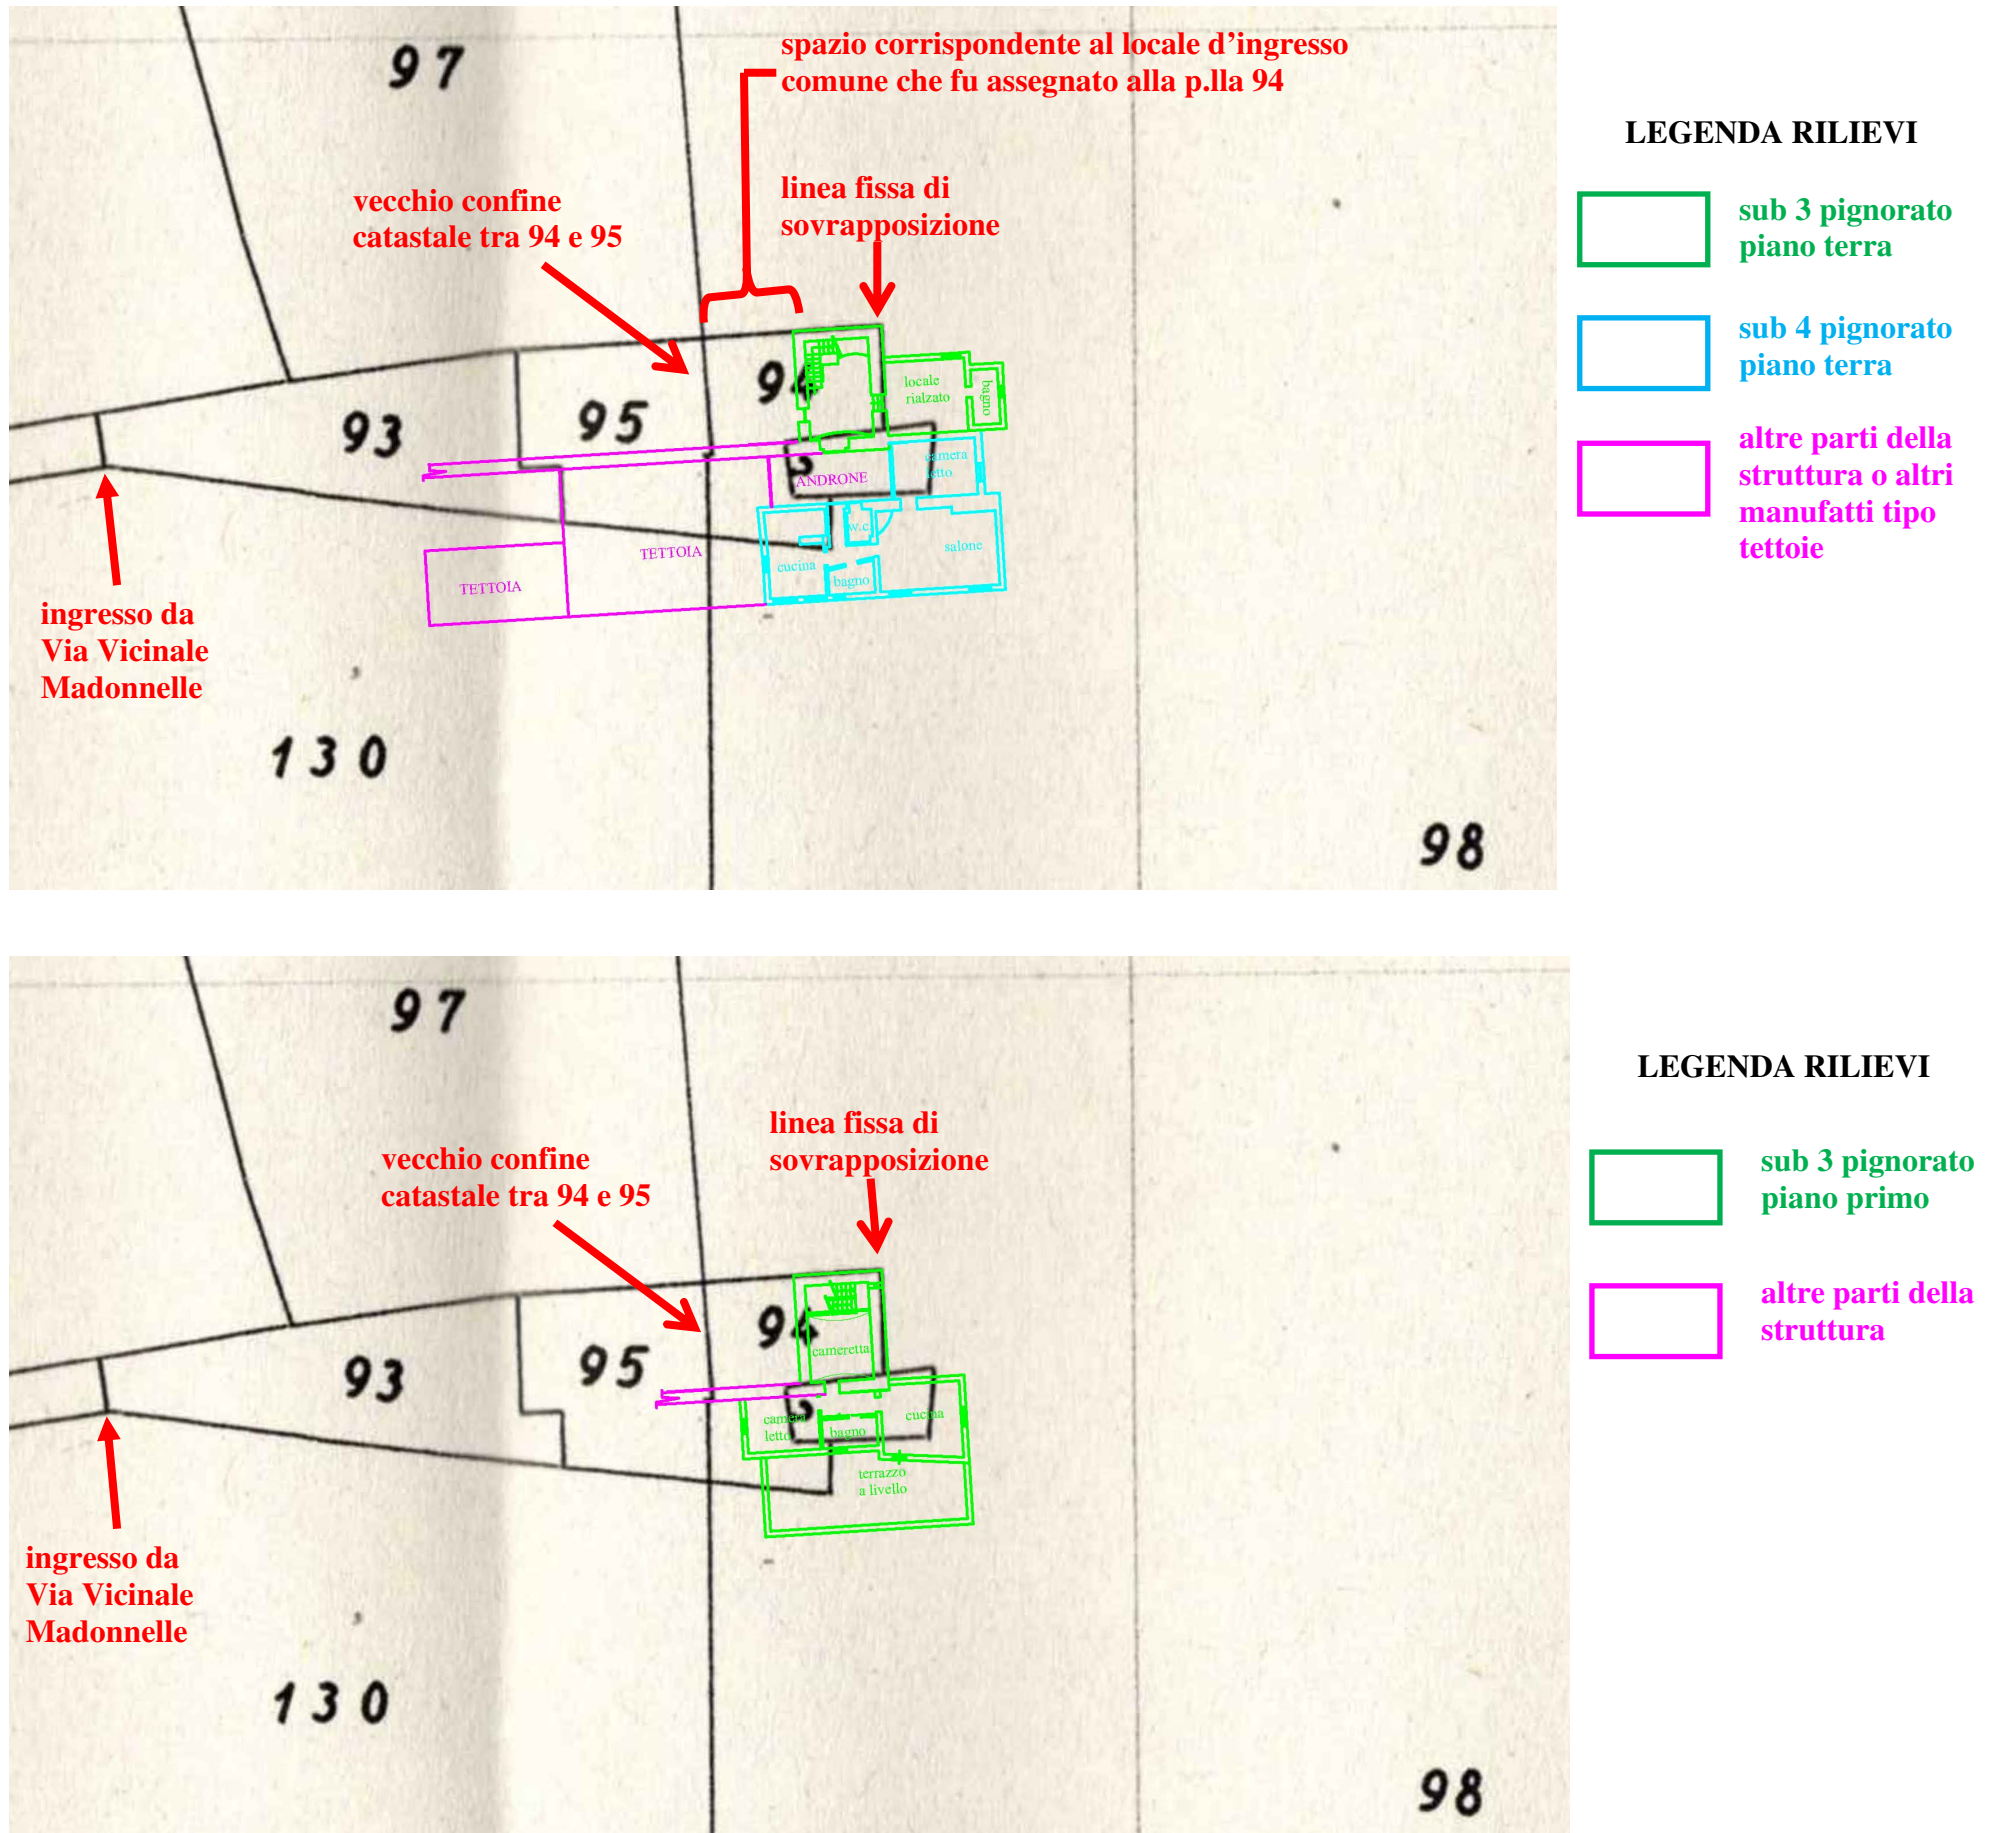 97
spazio corrispondente al locale d’ingresso
comune che fu assegnato alla p.lla 94
linea fissa di
sovrapposizione
vecchio confine
catastale tra 94 e 95
94
locale
rialzato
bagno
93
95
camera
letto
ANDRONE
w.c.
salone
cucina
bagno
TETTOIA
TETTOIA
ingresso da
Via Vicinale
Madonnelle
130
98
LEGENDA RILIEVI
sub 3 pignorato
piano terra
sub 4 pignorato
piano terra
altre parti della
struttura o altri
manufatti tipo
tettoie
97
linea fissa di
sovrapposizione
vecchio confine
catastale tra 94 e 95
94
cameretta
93
95
camera
letto
bagno
cucina
terrazzo
a livello
ingresso da
Via Vicinale
Madonnelle
130
98
LEGENDA RILIEVI
sub 3 pignorato
piano primo
altre parti della
struttura